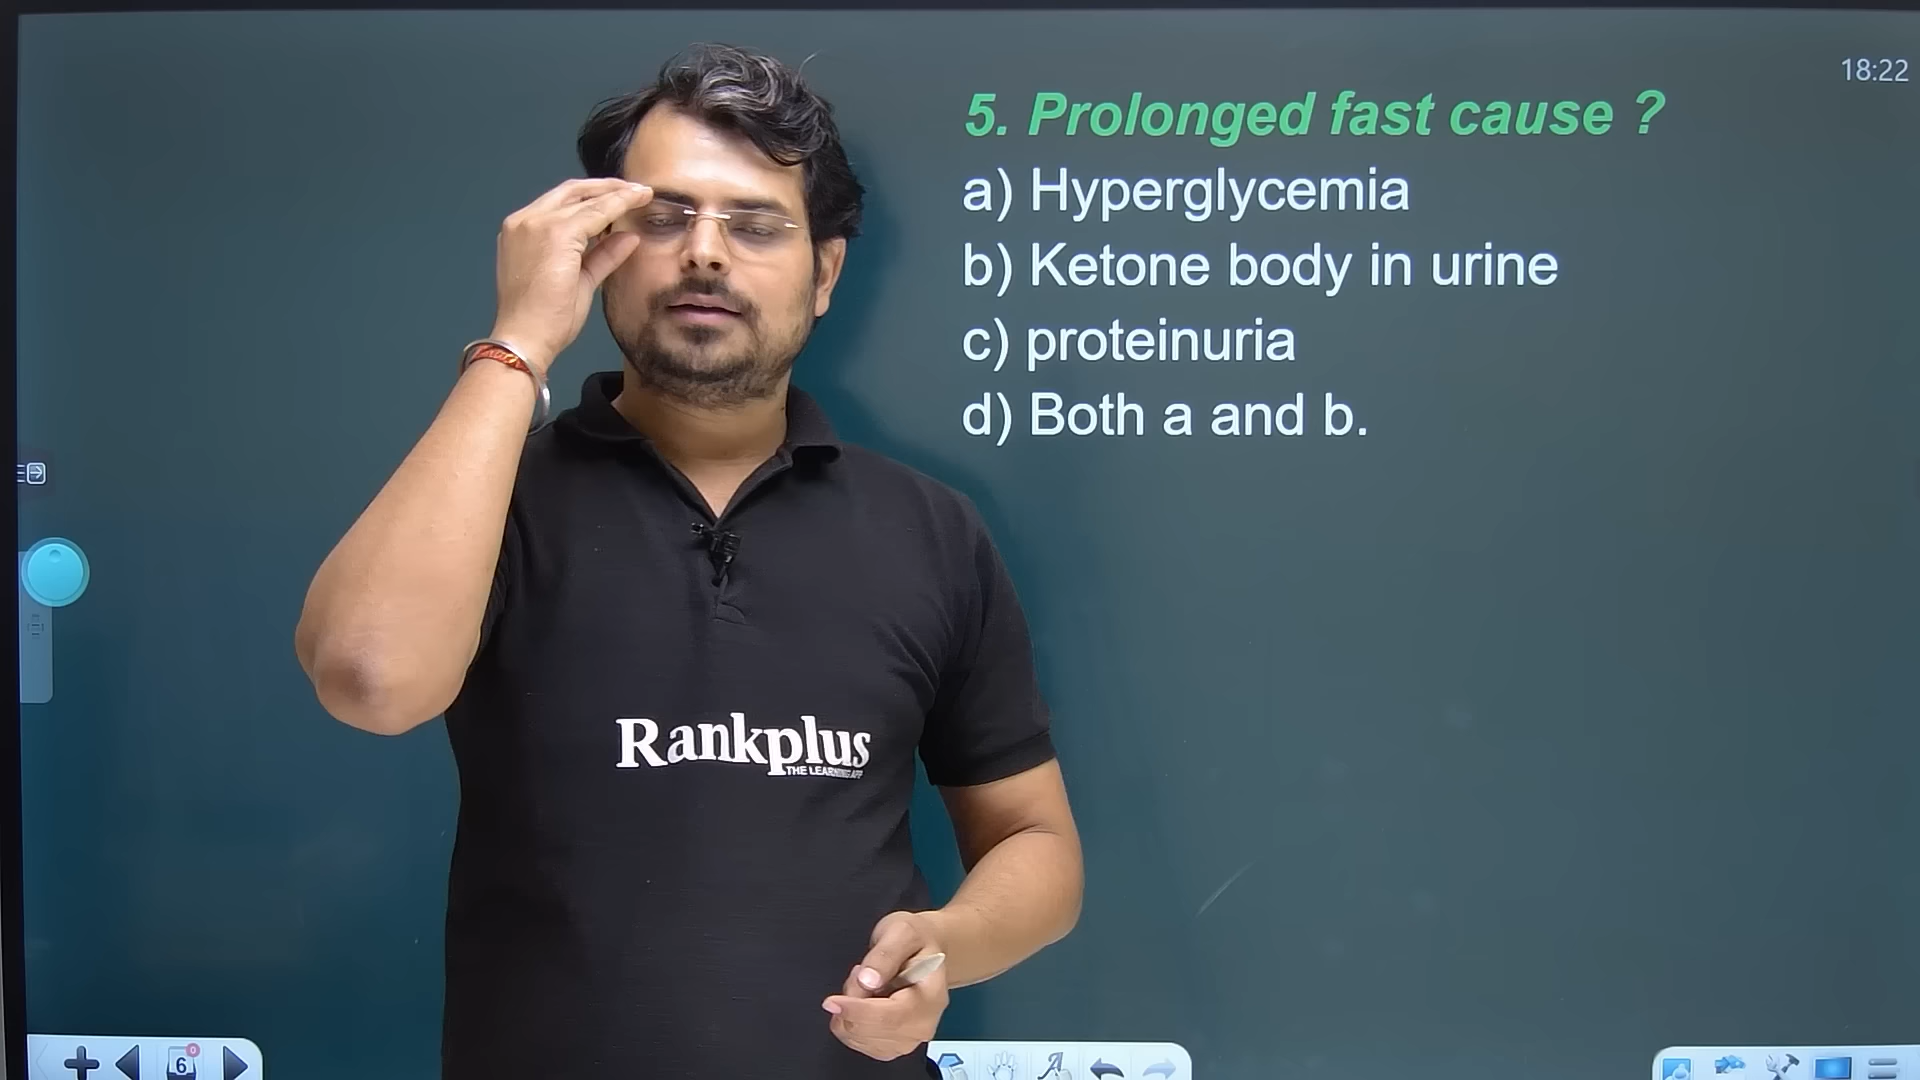 18:22
5. Prolonged fast cause ?
a) Hyperglycemia
b) Ketone body in urine
c) proteinuria
d) Both a and b.
Rankplus
THE LEARNING APP
6
0
A